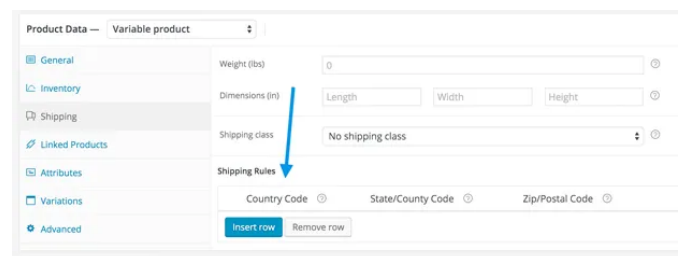 Product Data — Variable product
General
Inventory
Shipping
Linked Products
Attributes
Variations
Advanced
Weight (lbs) 0
Dimensions (in) Length Width Height
Shipping class No shipping class
Shipping Rules
Country Code State/County Code Zip/Postal Code
Insert row Remove row